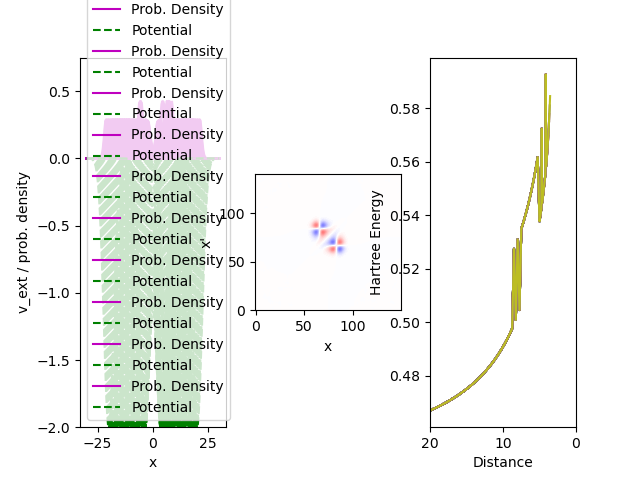 Prob. Density
Potential
Prob. Density
Potential
Prob. Density
Potential
Prob. Density
Potential
Prob. Density
Potential
Prob. Density
Potential
Prob. Density
Potential
Prob. Density
Potential
Prob. Density
Potential
Prob. Density
Potential
0.5
0.0
−0.5
−1.0
−1.5
−2.0
v_ext / prob. density
−25
0
25
x
100
50
0
x'
0
50
100
x
Hartree Energy
0.58
0.56
0.54
0.52
0.50
0.48
20
10
0
Distance